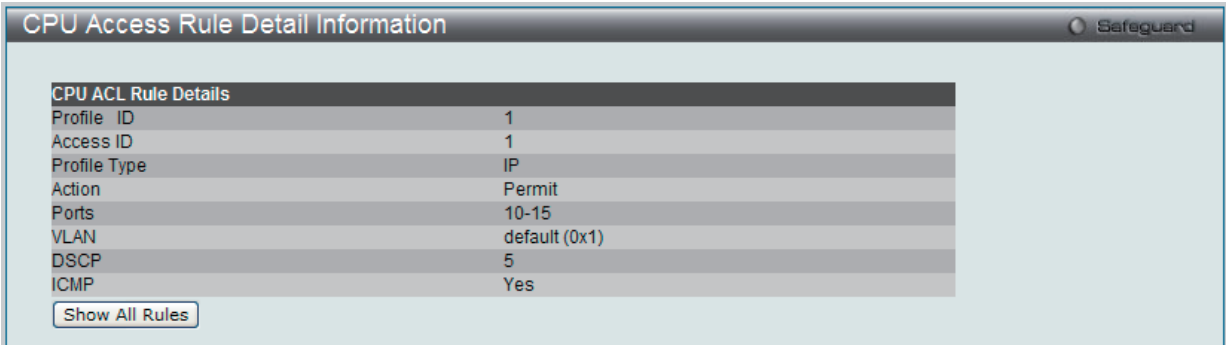 CPU Access Rule Detail Information
Safeguard
CPU ACL Rule Details
Profile ID 1
Access ID 1
Profile Type IP
Action Permit
Ports 10-15
VLAN default (0x1)
DSCP 5
ICMP Yes
Show All Rules